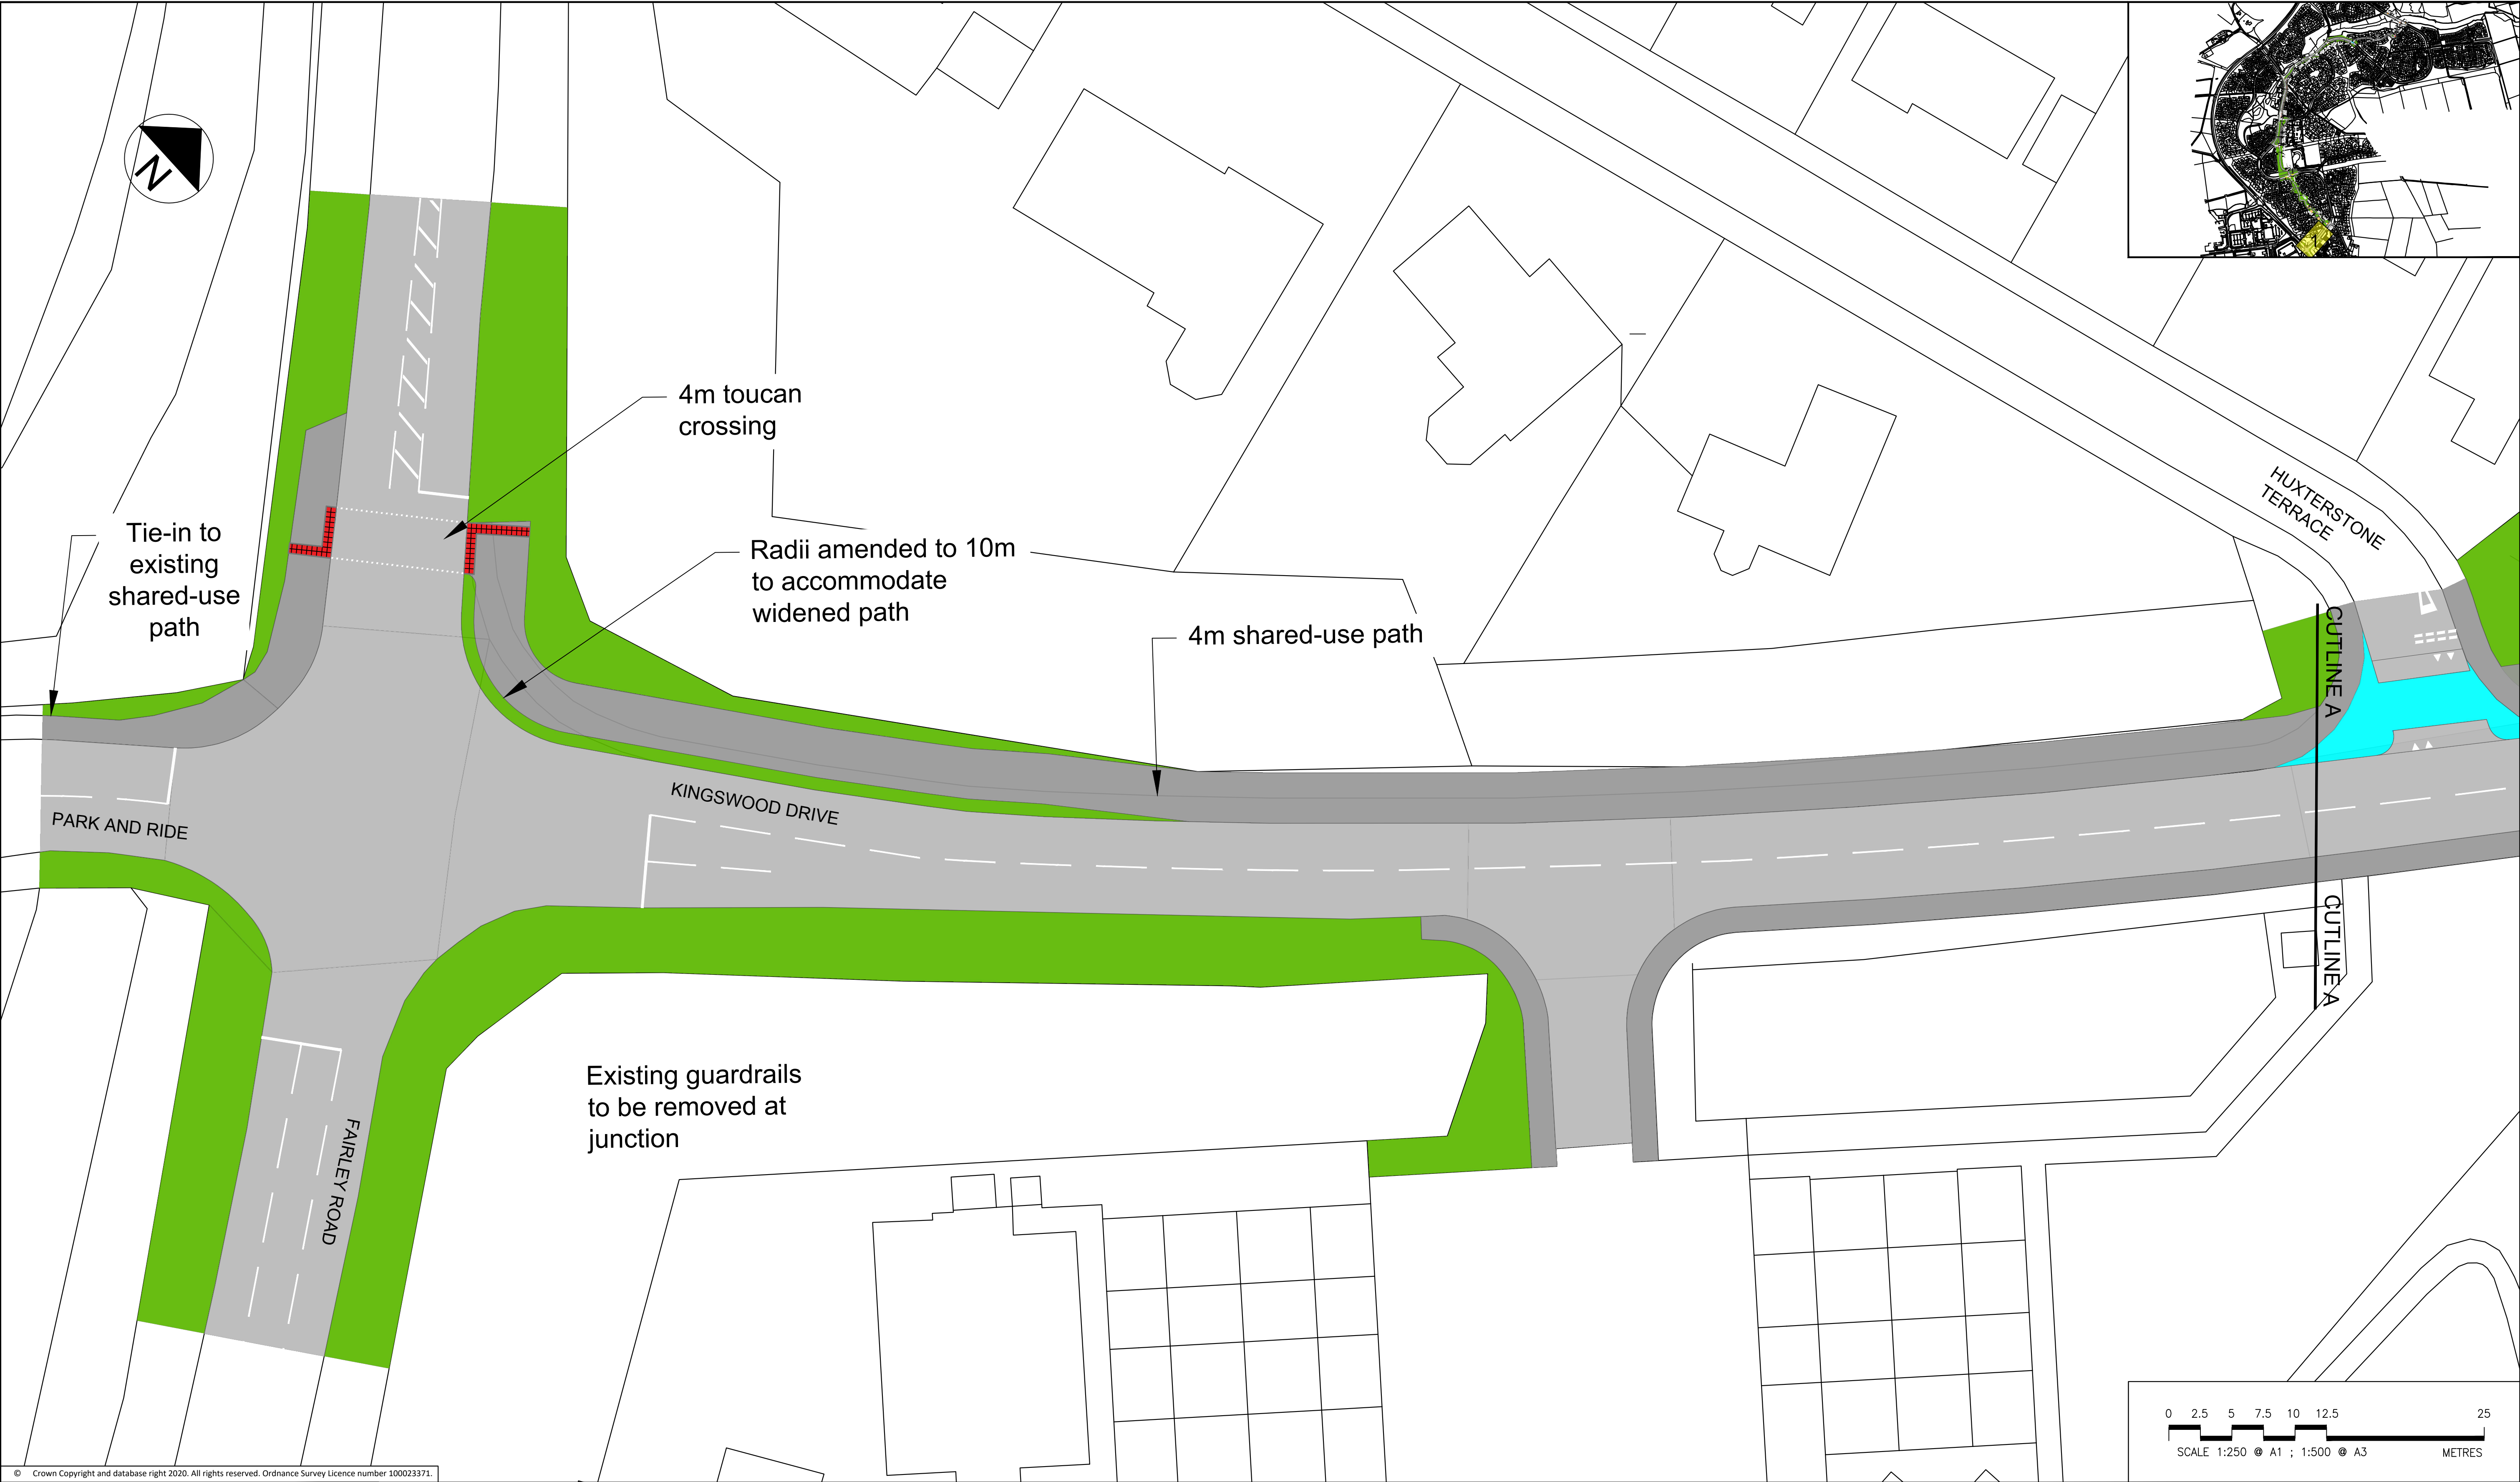 N
1
4m toucan
crossing
Tie-in to
existing
shared-use
path
Radii amended to 10m
to accommodate
widened path
4m shared-use path
HUXTERSTONE
TERRACE
CUTLINE A
KINGSWOOD DRIVE
PARK AND RIDE
CUTLINE A
Existing guardrails
to be removed at
junction
FAIRLEY ROAD
0 2.5 5 7.5 10 12.5 25
SCALE 1:250 @ A1 ; 1:500 @ A3 METRES
© Crown Copyright and database right 2020. All rights reserved. Ordnance Survey Licence number 100023371.